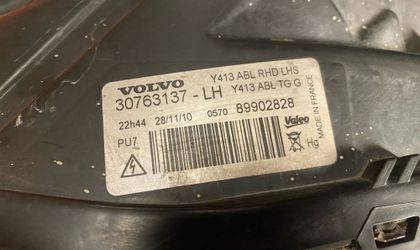 VOLVO Y413 ABL RHD LHS
30763137 - LH Y413 ABL TG G
22h44 28/11/10 0570 89902828
PU7 Valeo
Hg
MADE IN FRANCE